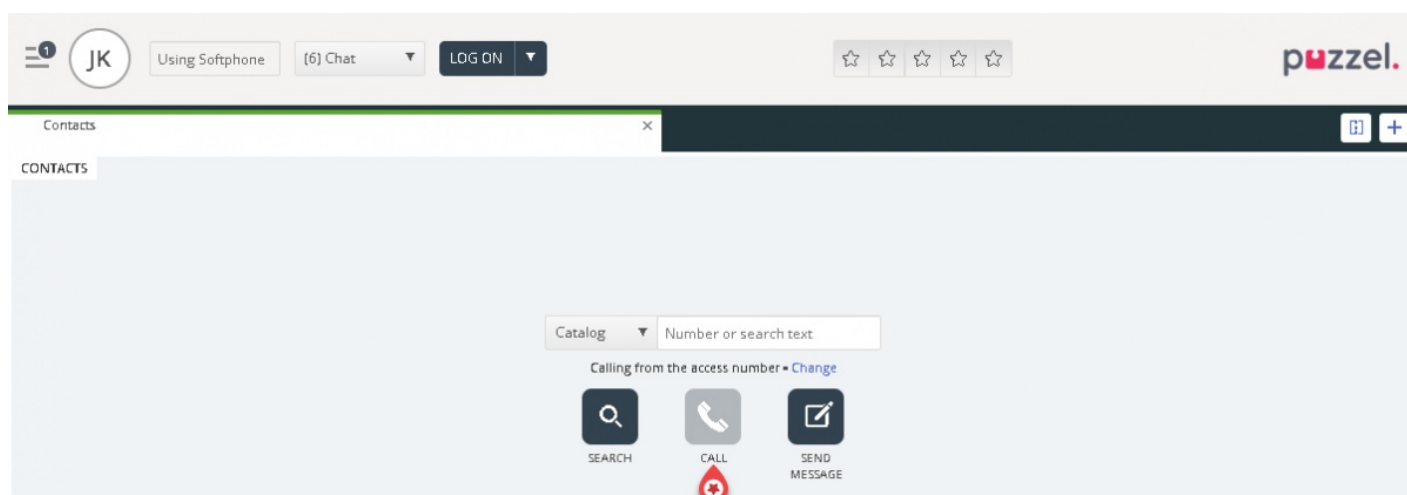 1
JK
Using Softphone
[6] Chat
LOG ON
puzzel.
Contacts
CONTACTS
Catalog
Number or search text
Calling from the access number • Change
SEARCH
CALL
SEND
MESSAGE